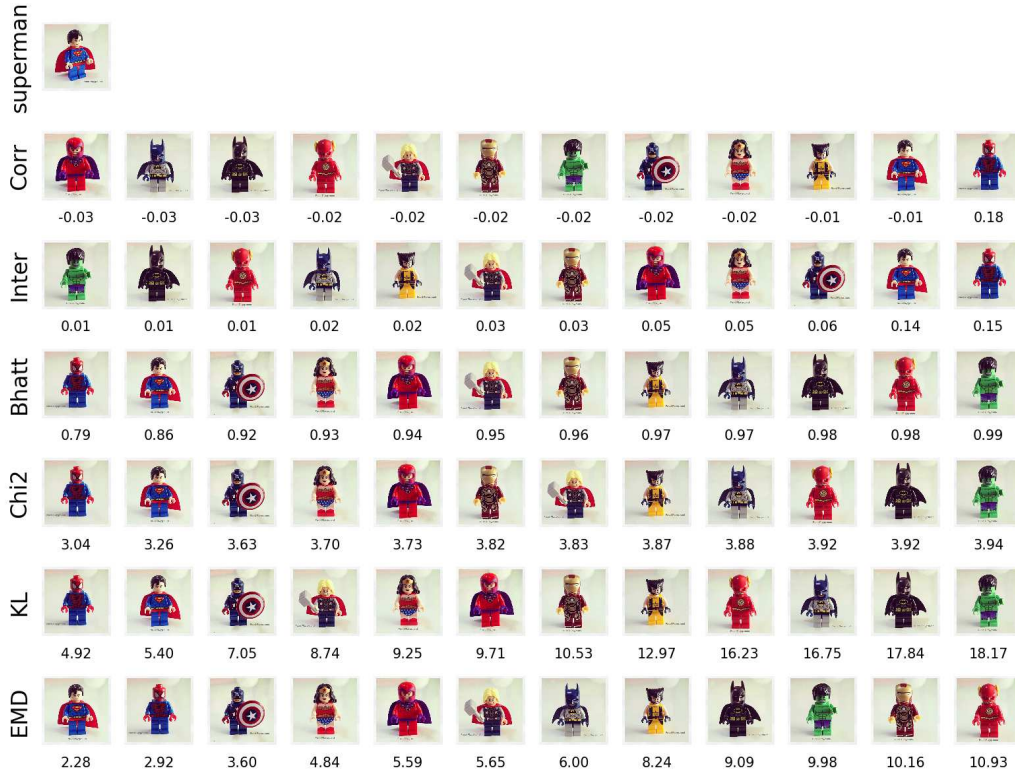 superman
Corr
-0.03 -0.03 -0.03 -0.02 -0.02 -0.02 -0.02 -0.02 -0.02 -0.01 -0.01 0.18
Inter
0.01 0.01 0.01 0.02 0.02 0.03 0.03 0.05 0.05 0.06 0.14 0.15
Bhatt
0.79 0.86 0.92 0.93 0.94 0.95 0.96 0.97 0.97 0.98 0.98 0.99
Chi2
3.04 3.26 3.63 3.70 3.73 3.82 3.83 3.87 3.88 3.92 3.92 3.94
KL
4.92 5.40 7.05 8.74 9.25 9.71 10.53 12.97 16.23 16.75 17.84 18.17
EMD
2.28 2.92 3.60 4.84 5.59 5.65 6.00 8.24 9.09 9.98 10.16 10.93